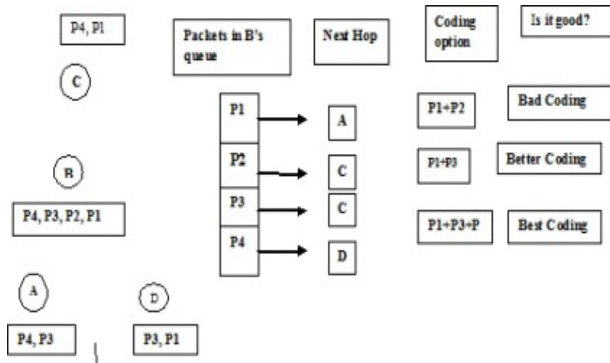 P4, P1
Packets in B's
queue
Next Hop
Coding
option
Is it good?
C
P1
A
P1+P2
Bad Coding
B
P2
C
P1+P3
Better Coding
P4, P3, P2, P1
P3
C
P1+P3+P
Best Coding
P4
D
A
D
P4, P3
P3, P1